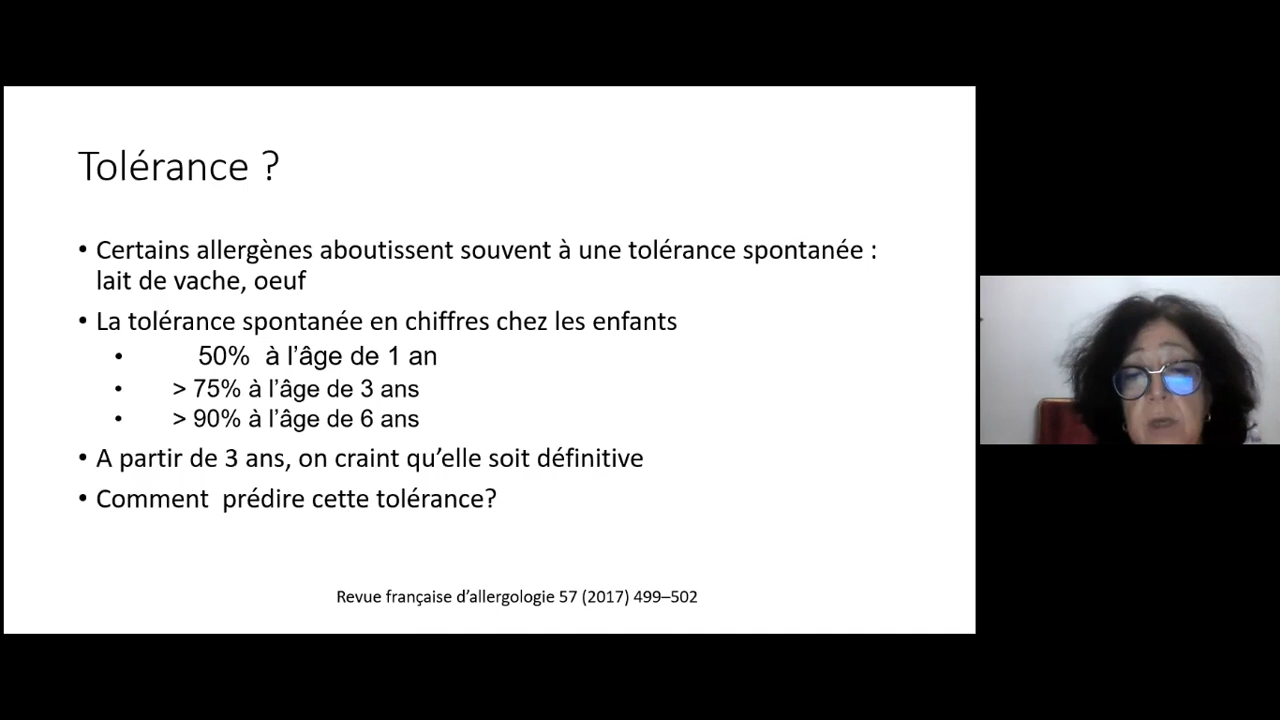 Tolérance ?
• Certains allergènes aboutissent souvent à une tolérance spontanée :
lait de vache, oeuf
• La tolérance spontanée en chiffres chez les enfants
• 50% à l’âge de 1 an
• > 75% à l’âge de 3 ans
• > 90% à l’âge de 6 ans
• A partir de 3 ans, on craint qu’elle soit définitive
• Comment prédire cette tolérance?
Revue française d’allergologie 57 (2017) 499–502